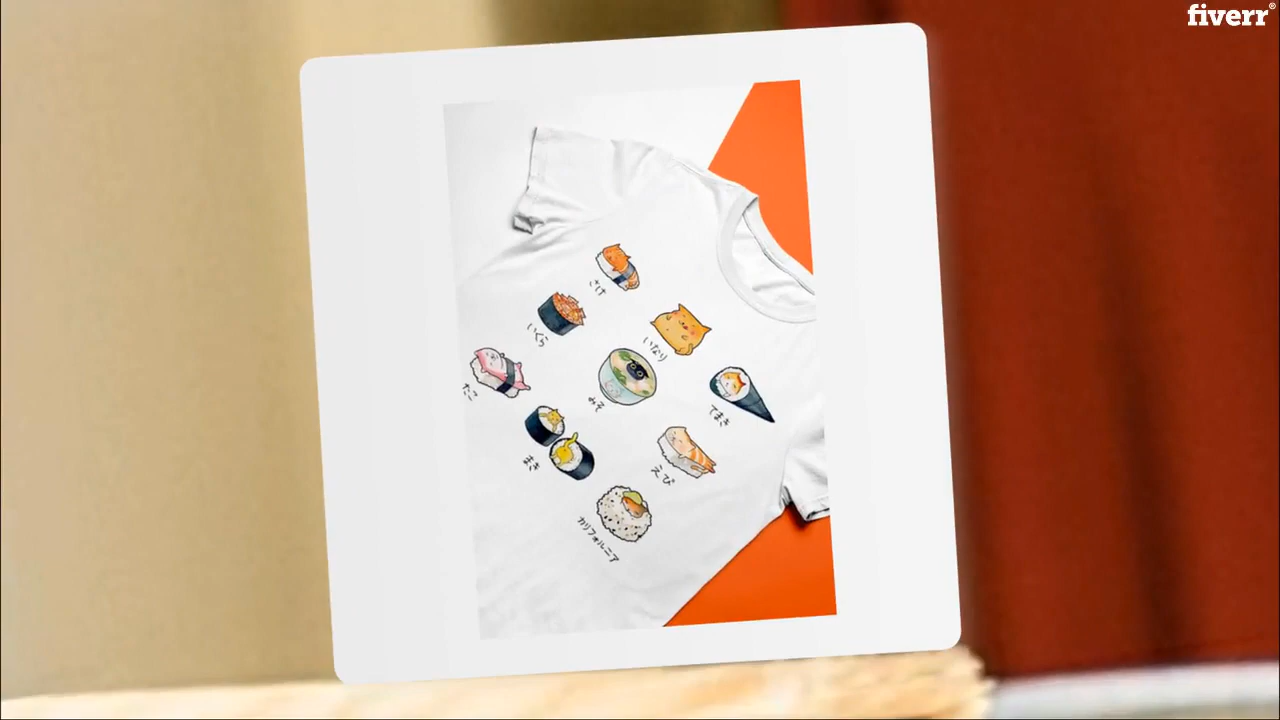 fiverr®
さけ
いくら
いなり
たこ
みそ
てまき
まき
えび
カリフォルニア